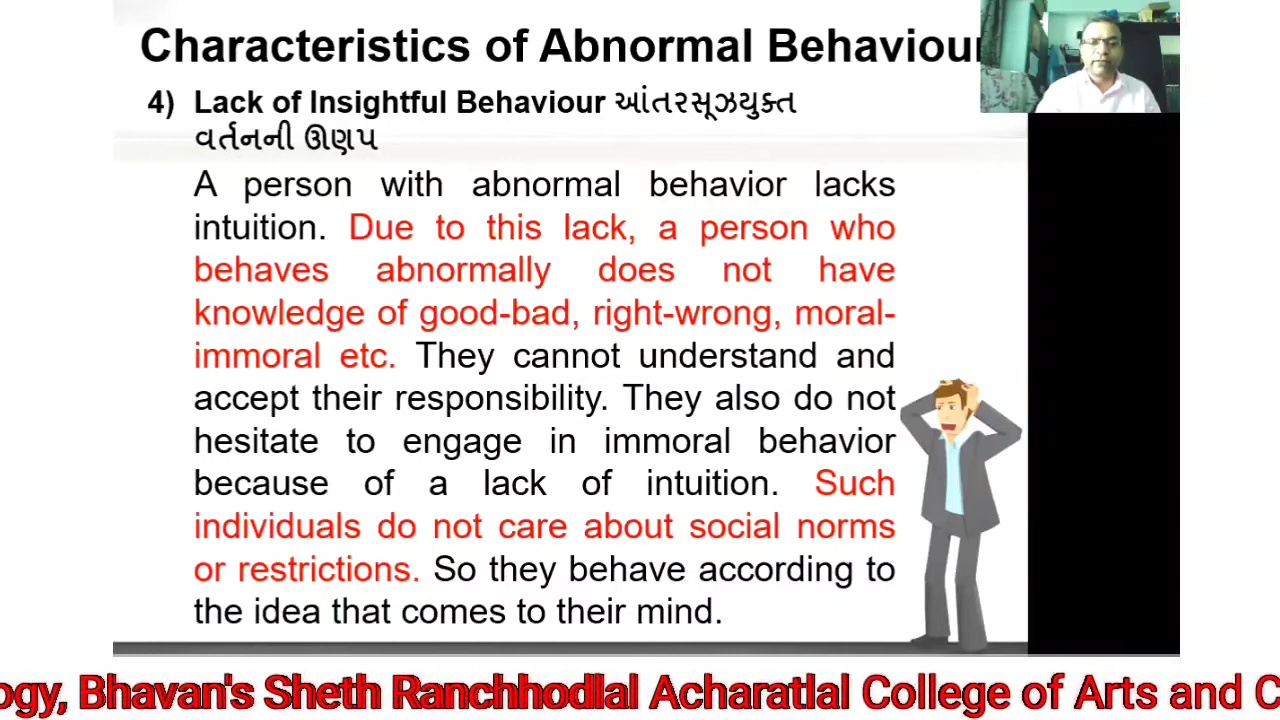 Characteristics of Abnormal Behaviour
4) Lack of Insightful Behaviour આંતરસૂઝયુક્ત
વર્તનની ઊણપ
A person with abnormal behavior lacks
intuition. Due to this lack, a person who
behaves abnormally does not have
knowledge of good-bad, right-wrong, moral-
immoral etc. They cannot understand and
accept their responsibility. They also do not
hesitate to engage in immoral behavior
because of a lack of intuition. Such
individuals do not care about social norms
or restrictions. So they behave according to
the idea that comes to their mind.
ogy, Bhavan's Sheth Ranchhodlal Acharatlal College of Arts and C